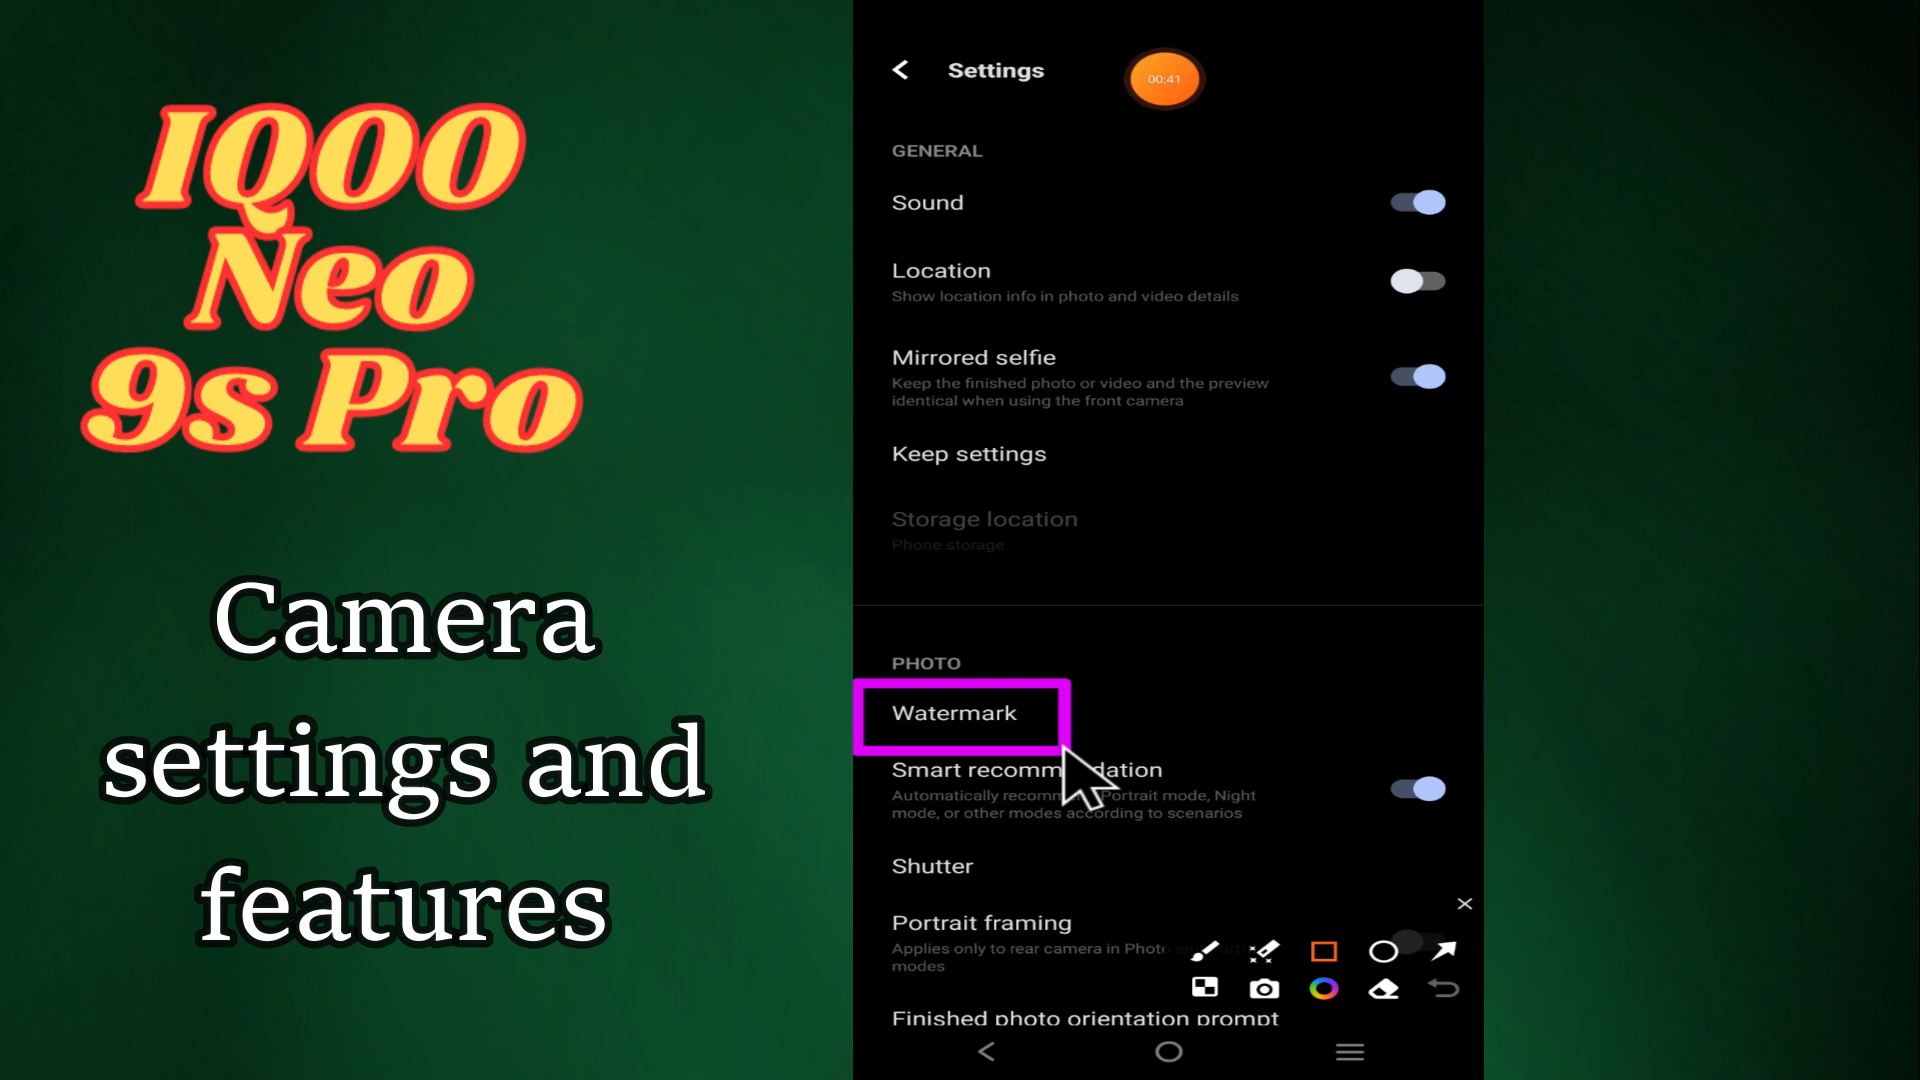 IQOO
Neo
9s Pro
Camera
settings and
features
Settings
00:41
GENERAL
Sound
Location
Show location info in photo and video details
Mirrored selfie
Keep the finished photo or video and the preview
identical when using the front camera
Keep settings
Storage location
Phone storage
PHOTO
Watermark
Smart recomm dation
Automatically recomm Portrait mode, Night
mode, or other modes according to scenarios
Shutter
Portrait framing
Applies only to rear camera in Photo and
modes
Finished photo orientation prompt